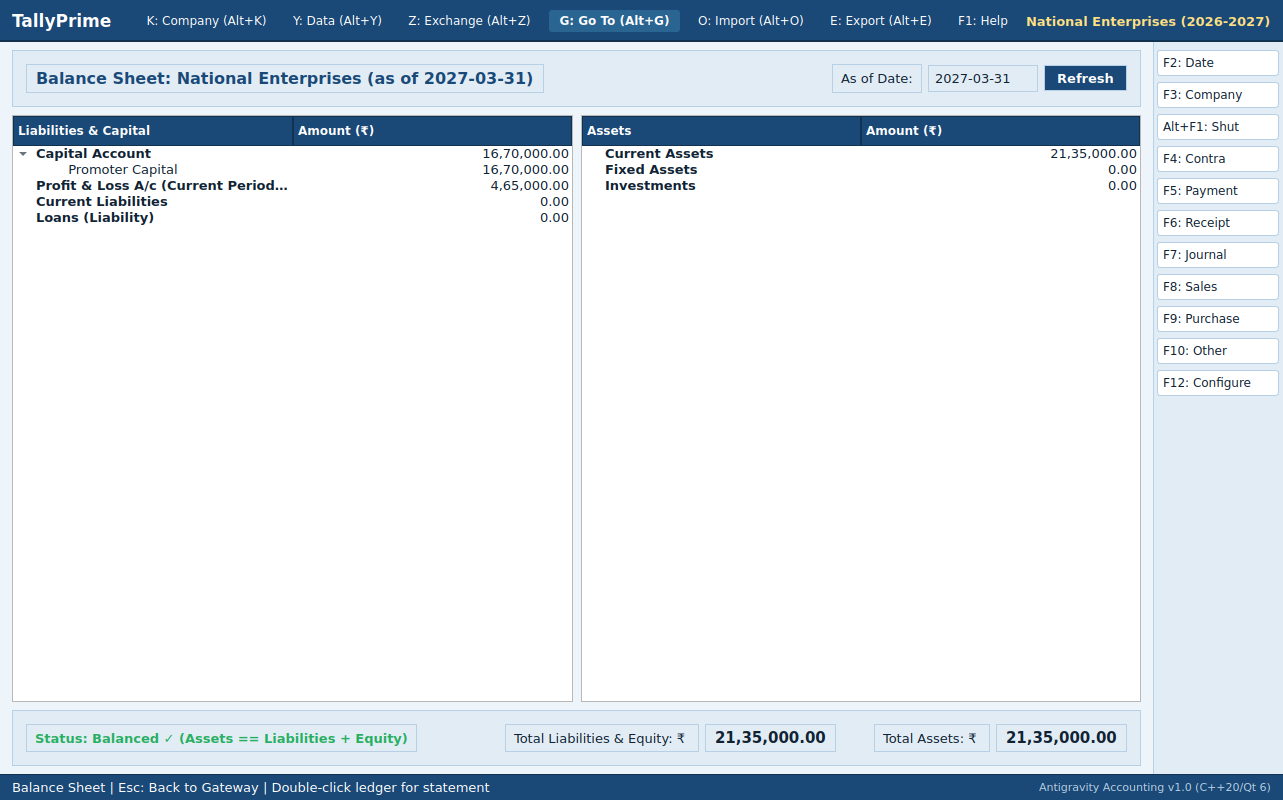 TallyPrime K: Company (Alt+K) Y: Data (Alt+Y) Z: Exchange (Alt+Z) G: Go To (Alt+G) O: Import (Alt+O) E: Export (Alt+E) F1: Help National Enterprises (2026-2027)
Balance Sheet: National Enterprises (as of 2027-03-31) As of Date: 2027-03-31 Refresh
Liabilities & Capital Amount (₹)
Capital Account 16,70,000.00
Promoter Capital 16,70,000.00
Profit & Loss A/c (Current Period... 4,65,000.00
Current Liabilities 0.00
Loans (Liability) 0.00
Assets Amount (₹)
Current Assets 21,35,000.00
Fixed Assets 0.00
Investments 0.00
F2: Date
F3: Company
Alt+F1: Shut
F4: Contra
F5: Payment
F6: Receipt
F7: Journal
F8: Sales
F9: Purchase
F10: Other
F12: Configure
Status: Balanced ✓ (Assets == Liabilities + Equity) Total Liabilities & Equity: ₹ 21,35,000.00 Total Assets: ₹ 21,35,000.00
Balance Sheet | Esc: Back to Gateway | Double-click ledger for statement Antigravity Accounting v1.0 (C++20/Qt 6)